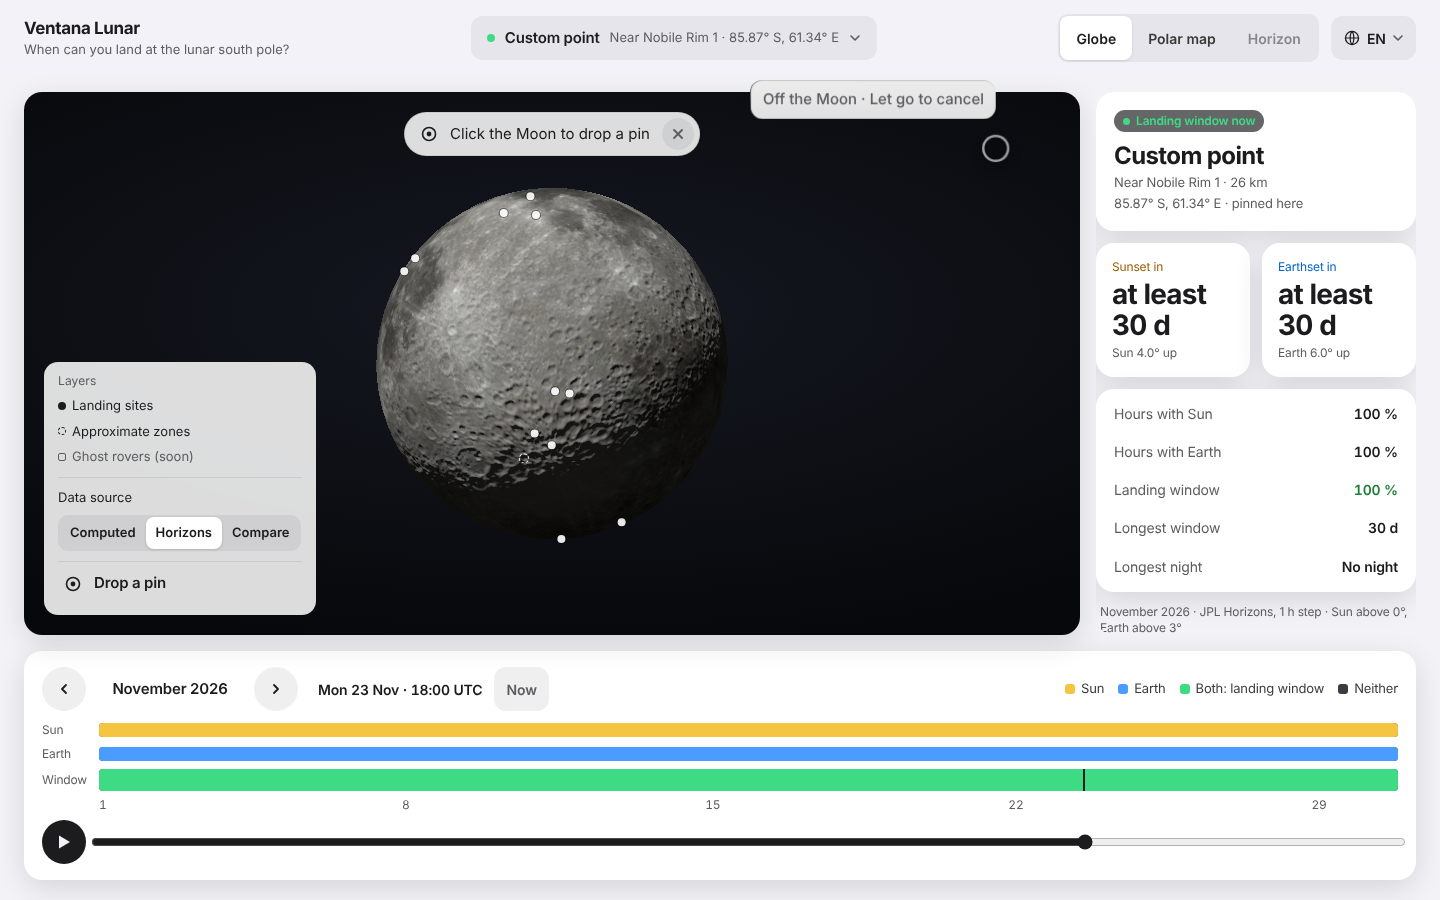 Ventana Lunar
When can you land at the lunar south pole?
Custom point Near Nobile Rim 1 · 85.87° S, 61.34° E
Globe Polar map Horizon
EN
Off the Moon · Let go to cancel
Click the Moon to drop a pin
Layers
Landing sites
Approximate zones
Ghost rovers (soon)
Data source
Computed Horizons Compare
Drop a pin
Landing window now
Custom point
Near Nobile Rim 1 · 26 km
85.87° S, 61.34° E · pinned here
Sunset in
at least
30 d
Sun 4.0° up
Earthset in
at least
30 d
Earth 6.0° up
Hours with Sun 100 %
Hours with Earth 100 %
Landing window 100 %
Longest window 30 d
Longest night No night
November 2026 · JPL Horizons, 1 h step · Sun above 0°,
Earth above 3°
November 2026 Mon 23 Nov · 18:00 UTC Now
Sun Earth Both: landing window Neither
Sun
Earth
Window
1 8 15 22 29